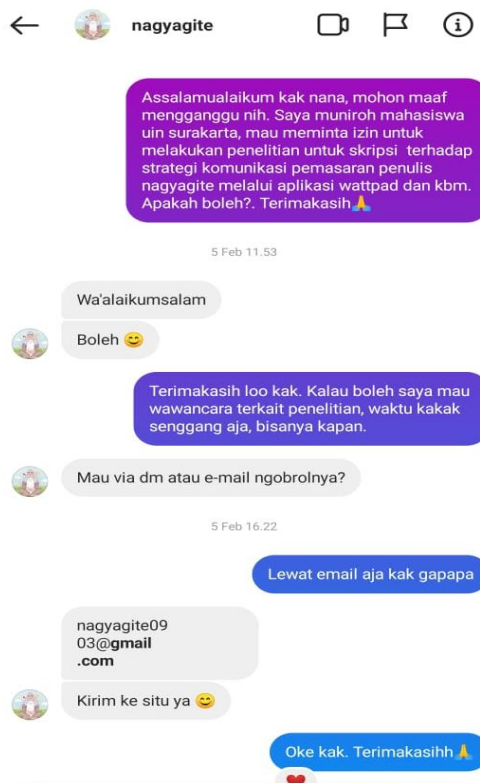 nagyagite
Assalamualaikum kak nana, mohon maaf
mengganggu nih. Saya muniroh mahasiswa
uin surakarta, mau meminta izin untuk
melakukan penelitian untuk skripsi terhadap
strategi komunikasi pemasaran penulis
nagyagite melalui aplikasi wattpad dan kbm.
Apakah boleh?. Terimakasih🙏
5 Feb 11.53
Wa'alaikumsalam
Boleh 😊
Terimakasih loo kak. Kalau boleh saya mau
wawancara terkait penelitian, waktu kakak
senggang aja, bisanya kapan.
Mau via dm atau e-mail ngobrolnya?
5 Feb 16.22
Lewat email aja kak gapapa
nagyagite09
03@gmail
.com
Kirim ke situ ya 😊
Oke kak. Terimakasihh🙏